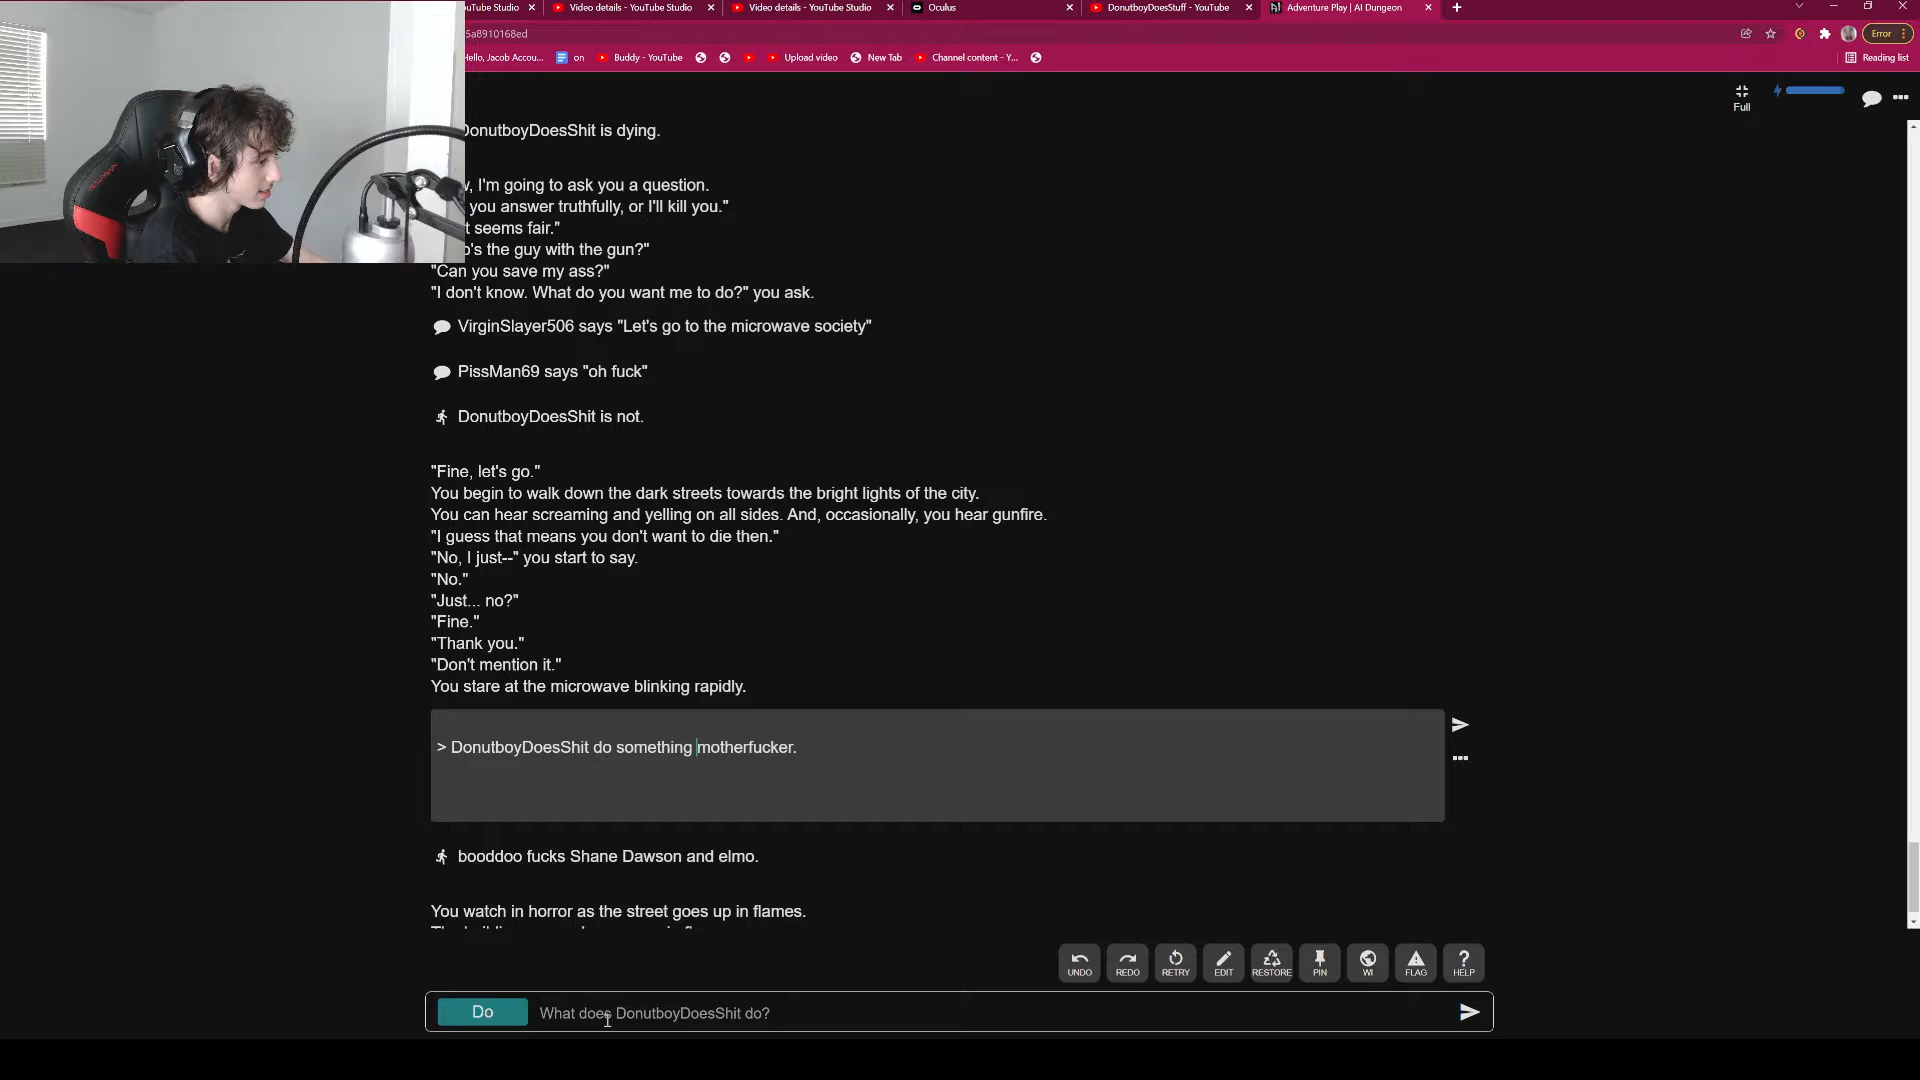 uTube Studio
Video details - YouTube Studio
Video details - YouTube Studio
Oculus
DonutboyDoesStuff - YouTube
Adventure Play | AI Dungeon
5a8910168ed
Error
Hello, Jacob Accou...
on
Buddy - YouTube
Upload video
New Tab
Channel content - Y...
Reading list
Full
DonutboyDoesShit is dying.
, I'm going to ask you a question.
you answer truthfully, or I'll kill you."
t seems fair."
o's the guy with the gun?"
"Can you save my ass?"
"I don't know. What do you want me to do?" you ask.
VirginSlayer506 says "Let's go to the microwave society"
PissMan69 says "oh fuck"
DonutboyDoesShit is not.
"Fine, let's go."
You begin to walk down the dark streets towards the bright lights of the city.
You can hear screaming and yelling on all sides. And, occasionally, you hear gunfire.
"I guess that means you don't want to die then."
"No, I just--" you start to say.
"No."
"Just... no?"
"Fine."
"Thank you."
"Don't mention it."
You stare at the microwave blinking rapidly.
> DonutboyDoesShit do something motherfucker.
booddoo fucks Shane Dawson and elmo.
You watch in horror as the street goes up in flames.
UNDO
REDO
RETRY
EDIT
RESTORE
PIN
WI
FLAG
HELP
Do
What does DonutboyDoesShit do?